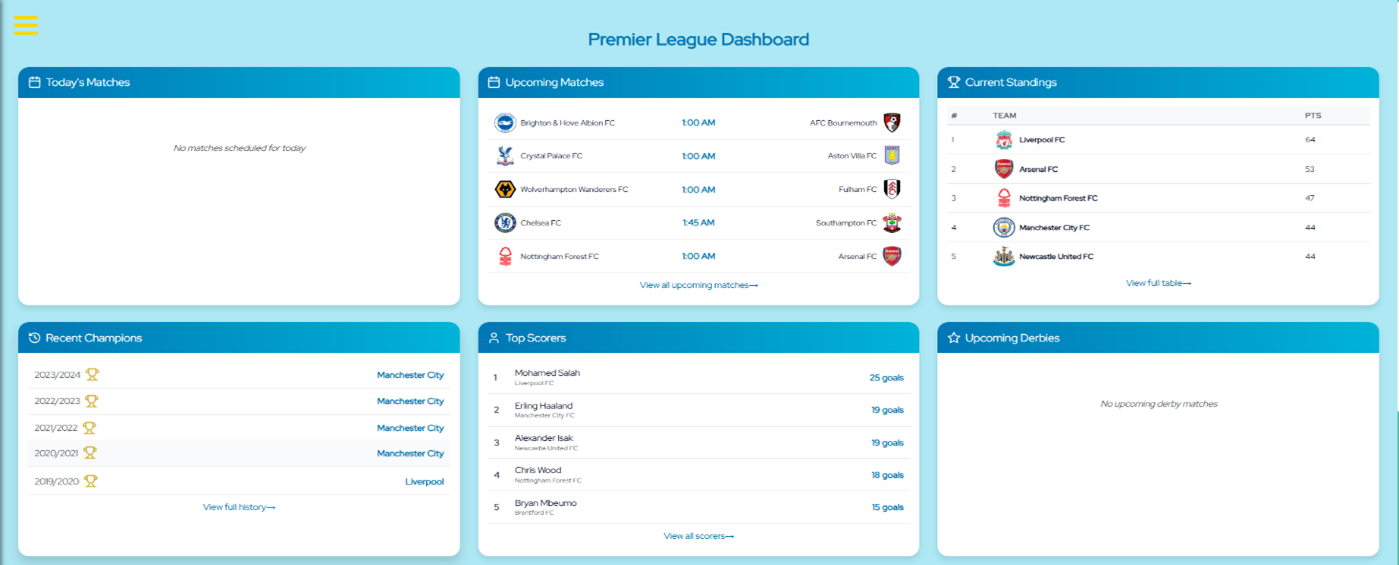 Premier League Dashboard
Today's Matches
No matches scheduled for today
Upcoming Matches
Brighton & Hove Albion FC 1:00 AM AFC Bournemouth
Crystal Palace FC 1:00 AM Aston Villa FC
Wolverhampton Wanderers FC 1:00 AM Fulham FC
Chelsea FC 1:45 AM Southampton FC
Nottingham Forest FC 1:00 AM Arsenal FC
View all upcoming matches→
Current Standings
# TEAM PTS
1 Liverpool FC 64
2 Arsenal FC 53
3 Nottingham Forest FC 47
4 Manchester City FC 44
5 Newcastle United FC 44
View full table→
Recent Champions
2023/2024 Manchester City
2022/2023 Manchester City
2021/2022 Manchester City
2020/2021 Manchester City
2019/2020 Liverpool
View full history→
Top Scorers
1 Mohamed Salah 25 goals
Liverpool FC
2 Erling Haaland 19 goals
Manchester City FC
3 Alexander Isak 19 goals
Newcastle United FC
4 Chris Wood 18 goals
Nottingham Forest FC
5 Bryan Mbeumo 15 goals
Brentford FC
View all scorers→
Upcoming Derbies
No upcoming derby matches